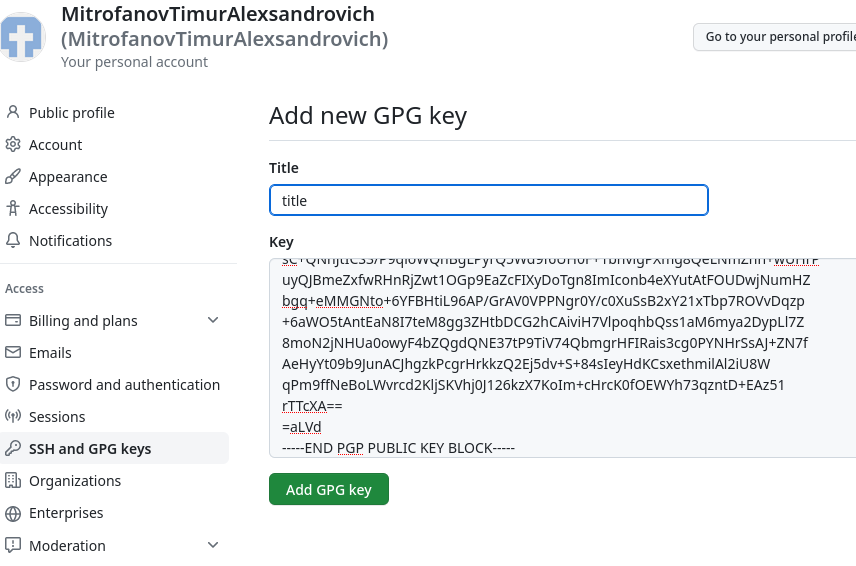 MitrofanovTimurAlexsandrovich
(MitrofanovTimurAlexsandrovich)
Your personal account
Go to your personal profile
Public profile
Account
Appearance
Accessibility
Notifications
Access
Billing and plans
Emails
Password and authentication
Sessions
SSH and GPG keys
Organizations
Enterprises
Moderation
Add new GPG key
Title
title
Key
uyQJBmeZxfwRHnRjZwt1OGp9EaZcFIXyDoTgn8ImIconb4eXYutAtFOUDwjNumHZ
bgq+eMMGNto+6YFBHtiL96AP/GrAV0VPPNgr0Y/c0XuSsB2xY21xTbp7ROVvDqzp
+6aWO5tAntEaN8I7teM8gg3ZHtbDCG2hCAiviH7VlpoqhbQss1aM6mya2DypLl7Z
8moN2jNHUa0owyF4bZQgdQNE37tP9TiV74QbmgrHFIRais3cg0PYNHrSsAJ+ZN7f
AeHyYt09b9JunACJhgzkPcgrHrkkzQ2Ej5dv+S+84sIeyHdKCsxethmilAl2iU8W
qPm9ffNeBoLWvrcd2KljSKVhj0J126kzX7KoIm+cHrcK0fOEWYh73qzntD+EAz51
rTTcXA==
=aLVd
-----END PGP PUBLIC KEY BLOCK-----
Add GPG key